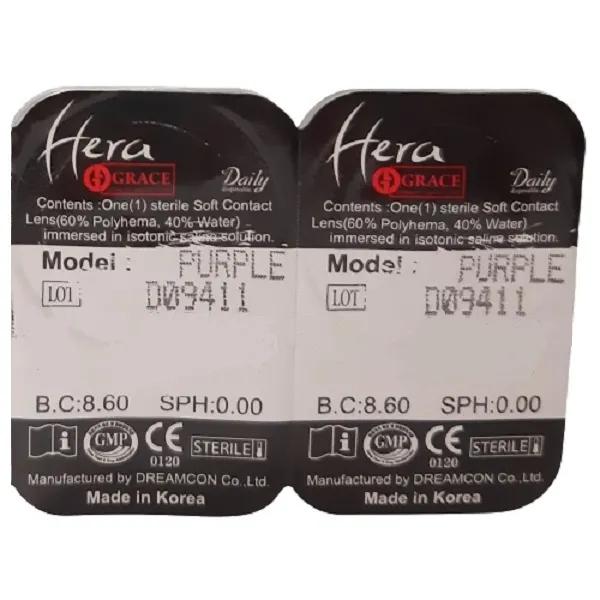 Hera
GRACE
Daily
Contents :One(1) sterile Soft Contact
Lens(60% Polyhema, 40% Water)
immersed in isotonic saline solution.
Model : PURPLE
LOT D09411
B.C:8.60 SPH:0.00
GMP CE 0120 STERILE
Manufactured by DREAMCON Co.,Ltd.
Made in Korea
Hera
GRACE
Daily
Contents :One(1) sterile Soft Contact
Lens(60% Polyhema, 40% Water)
immersed in isotonic saline solution.
Model : PURPLE
LOT D09411
B.C:8.60 SPH:0.00
GMP CE 0120 STERILE
Manufactured by DREAMCON Co.,Ltd.
Made in Korea